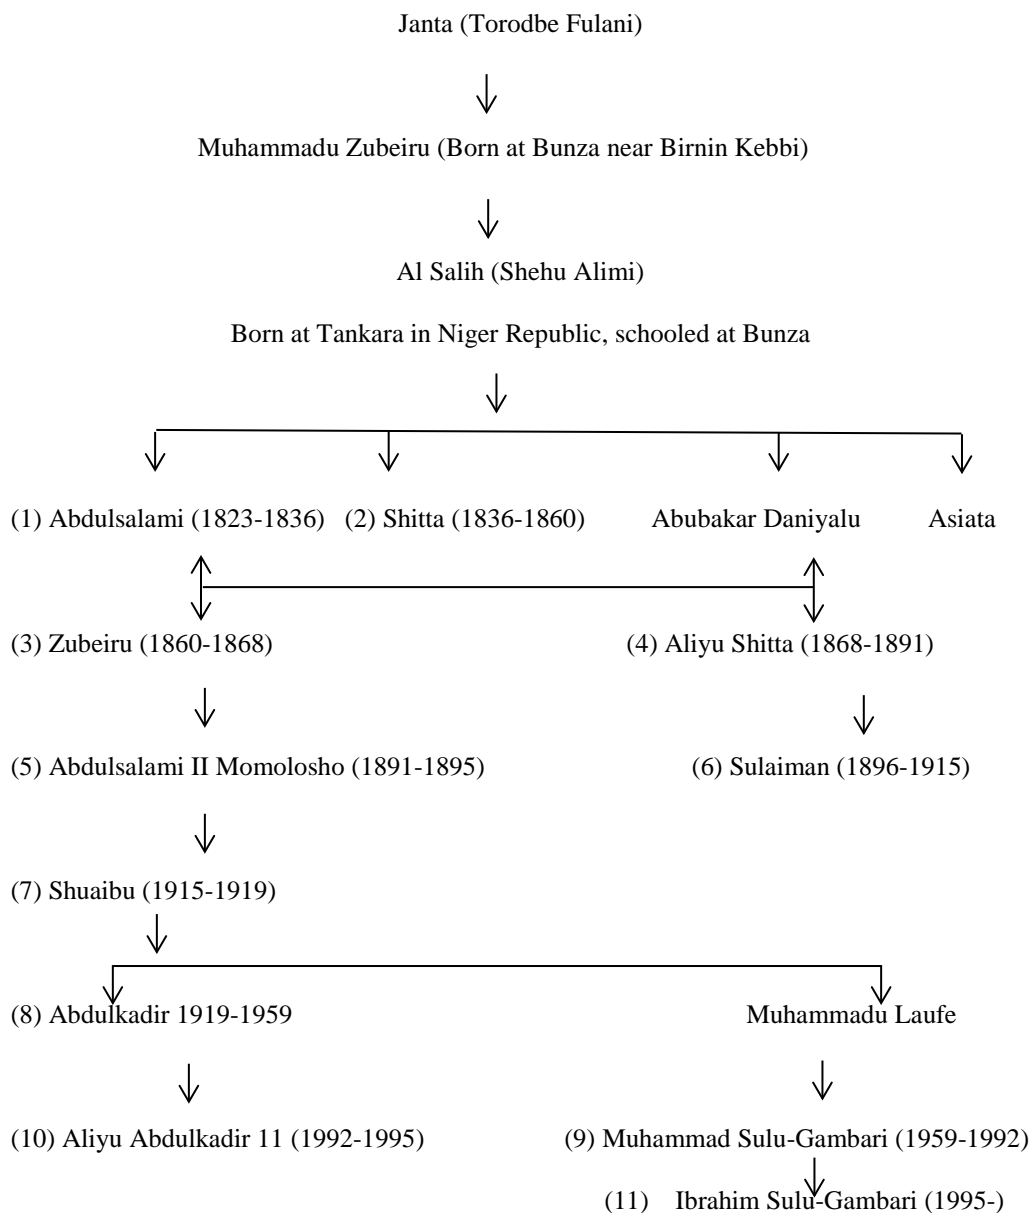 Janta (Torodbe Fulani)
Muhammadu Zubeiru (Born at Bunza near Birnin Kebbi)
Al Salih (Shehu Alimi)
Born at Tankara in Niger Republic, schooled at Bunza
(1) Abdulsalami (1823-1836) (2) Shitta (1836-1860) Abubakar Daniyalu Asiata
(3) Zubeiru (1860-1868) (4) Aliyu Shitta (1868-1891)
(5) Abdulsalami II Momolosho (1891-1895) (6) Sulaiman (1896-1915)
(7) Shuaibu (1915-1919)
(8) Abdulkadir 1919-1959 Muhammadu Laufe
(10) Aliyu Abdulkadir 11 (1992-1995) (9) Muhammad Sulu-Gambari (1959-1992)
(11) Ibrahim Sulu-Gambari (1995-)